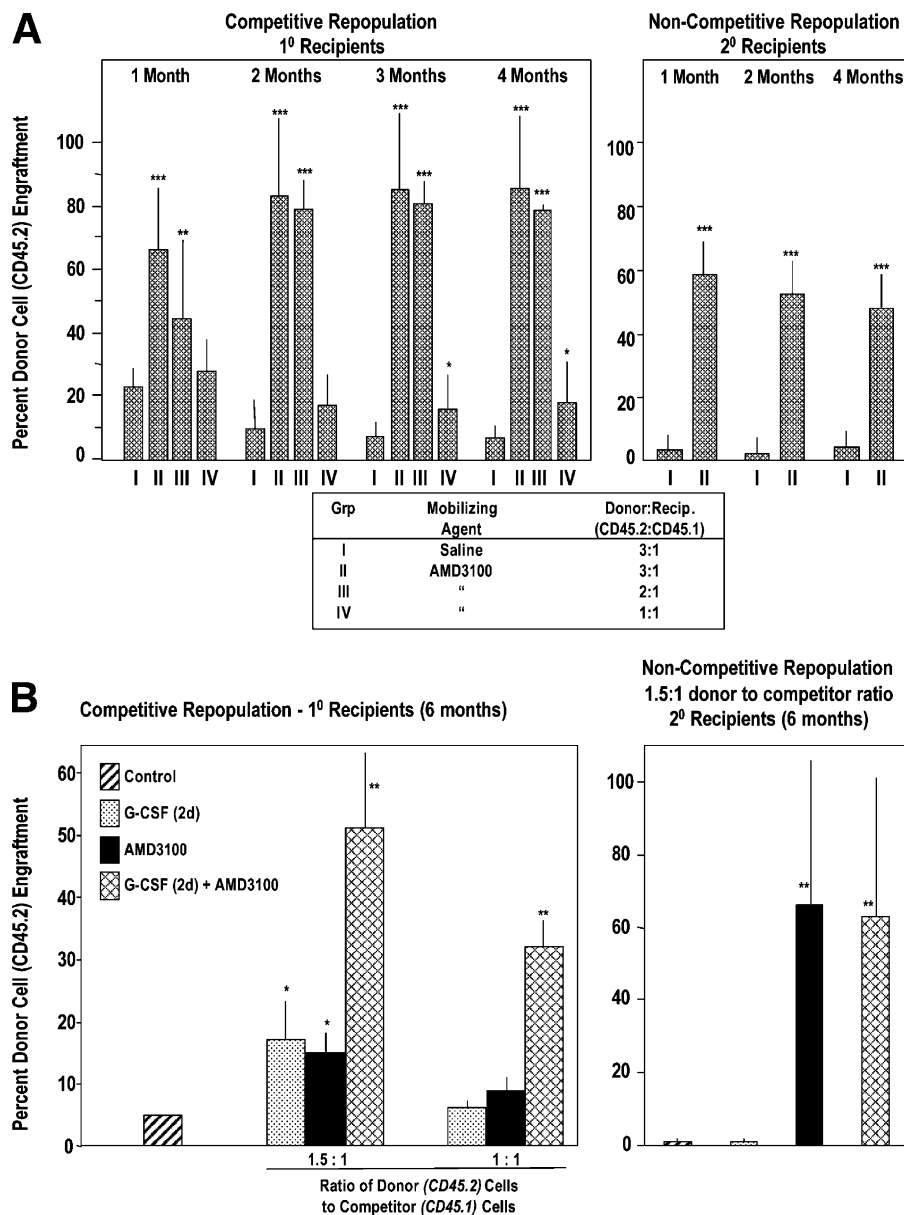 A
Competitive Repopulation
1⁰ Recipients
Non-Competitive Repopulation
2⁰ Recipients
1 Month 2 Months 3 Months 4 Months
1 Month 2 Months 4 Months
Percent Donor Cell (CD45.2) Engraftment
100
80
60
40
20
0
*** ** *** *** *** *** * *** *** *
100
80
60
40
20
0
*** *** ***
I II III IV I II III IV I II III IV I II III IV
I II I II I II
Grp Mobilizing Agent Donor:Recip. (CD45.2:CD45.1)
I Saline 3:1
II AMD3100 3:1
III “ 2:1
IV “ 1:1
B
Competitive Repopulation - 1⁰ Recipients (6 months)
Non-Competitive Repopulation
1.5:1 donor to competitor ratio
2⁰ Recipients (6 months)
Percent Donor Cell (CD45.2) Engraftment
60
50
40
30
20
10
0
Control
G-CSF (2d)
AMD3100
G-CSF (2d) + AMD3100
* * ** **
1.5 : 1 1 : 1
Ratio of Donor (CD45.2) Cells
to Competitor (CD45.1) Cells
100
80
60
40
20
0
** **